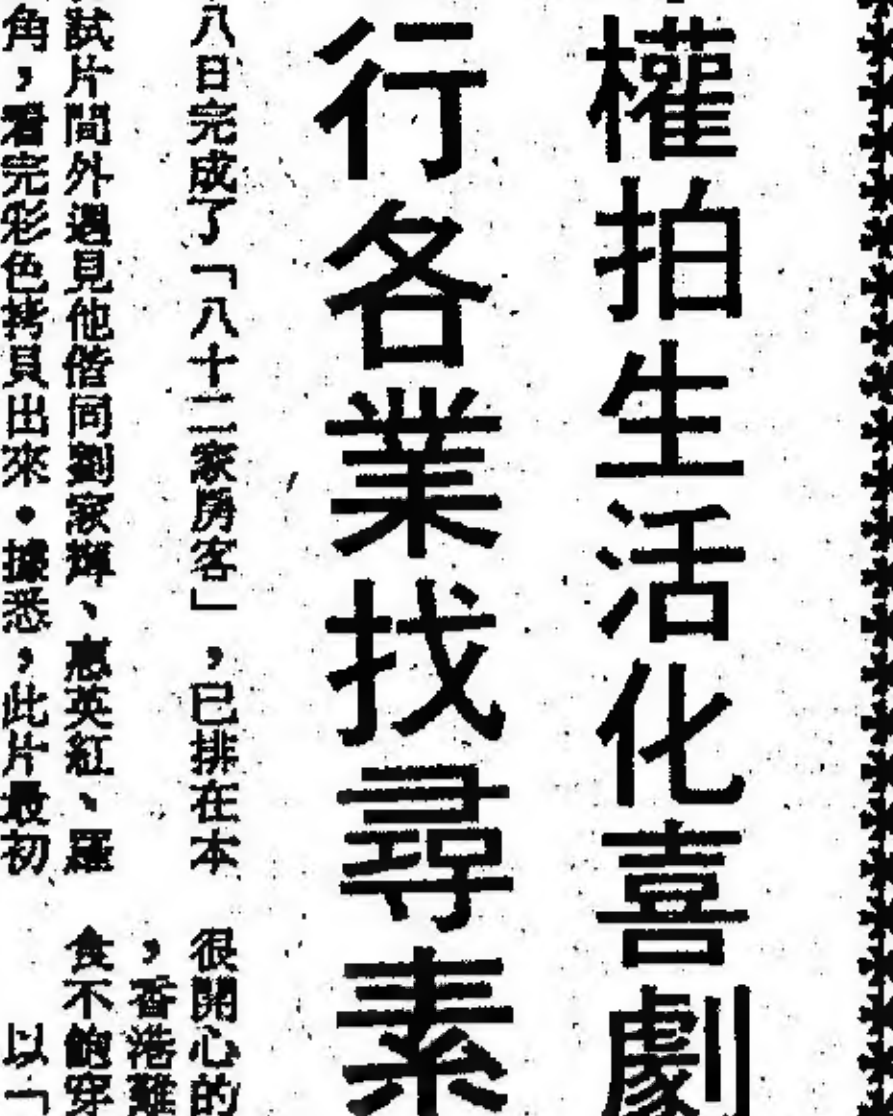 權拍生活化喜劇
行各業找尋素
八日完成了「八十二家房客」，已排在本
試片間外遇見他偕同劉家輝、惠英紅、羅
角，看完彩色拷貝出來。據悉，此片最初
很開心的
，香港難
食不飽穿
以「